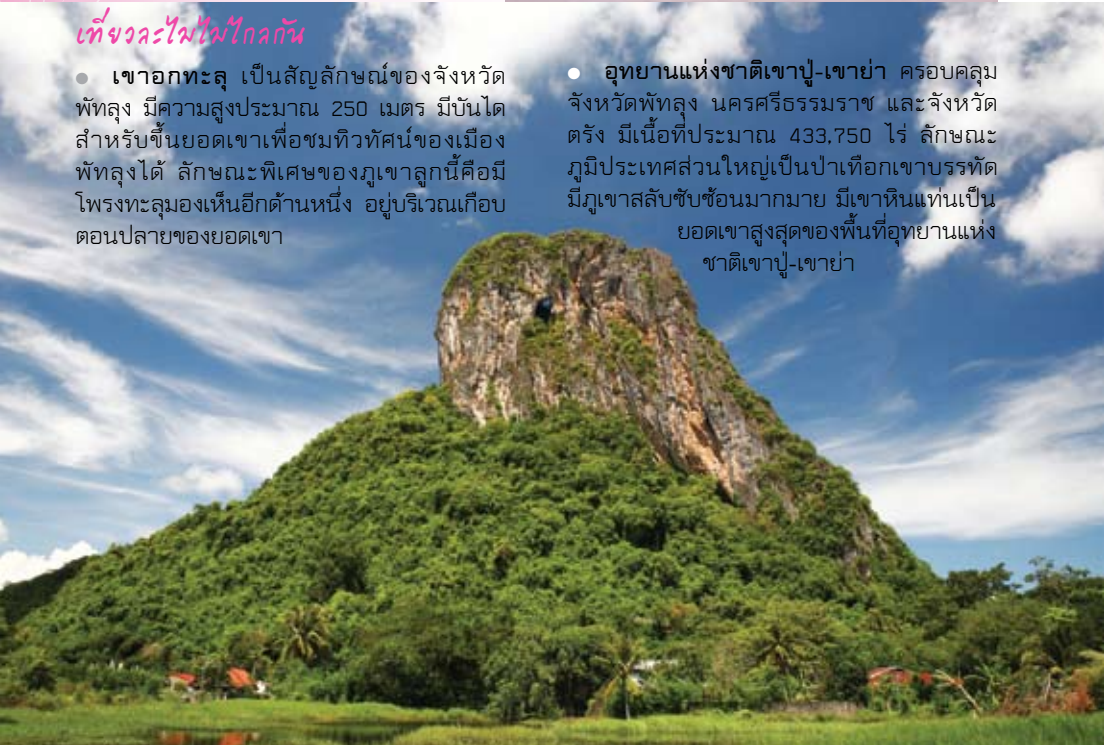 เที่ยวละไมไม่ไกลกัน
● เขาอกทะลุ เป็นสัญลักษณ์ของจังหวัด
พัทลุง มีความสูงประมาณ 250 เมตร มีบันได
สำหรับขึ้นยอดเขาเพื่อชมทิวทัศน์ของเมือง
พัทลุงได้ ลักษณะพิเศษของภูเขาลูกนี้คือมี
โพรงทะลุมองเห็นอีกด้านหนึ่ง อยู่บริเวณเกือบ
ตอนปลายของยอดเขา
● อุทยานแห่งชาติเขาปู่-เขาย่า ครอบคลุม
จังหวัดพัทลุง นครศรีธรรมราช และจังหวัด
ตรัง มีเนื้อที่ประมาณ 433,750 ไร่ ลักษณะ
ภูมิประเทศส่วนใหญ่เป็นป่าเทือกเขาบรรทัด
มีภูเขาสลับซับซ้อนมากมาย มีเขาหินแท่นเป็น
ยอดเขาสูงสุดของพื้นที่อุทยานแห่ง
ชาติเขาปู่-เขาย่า